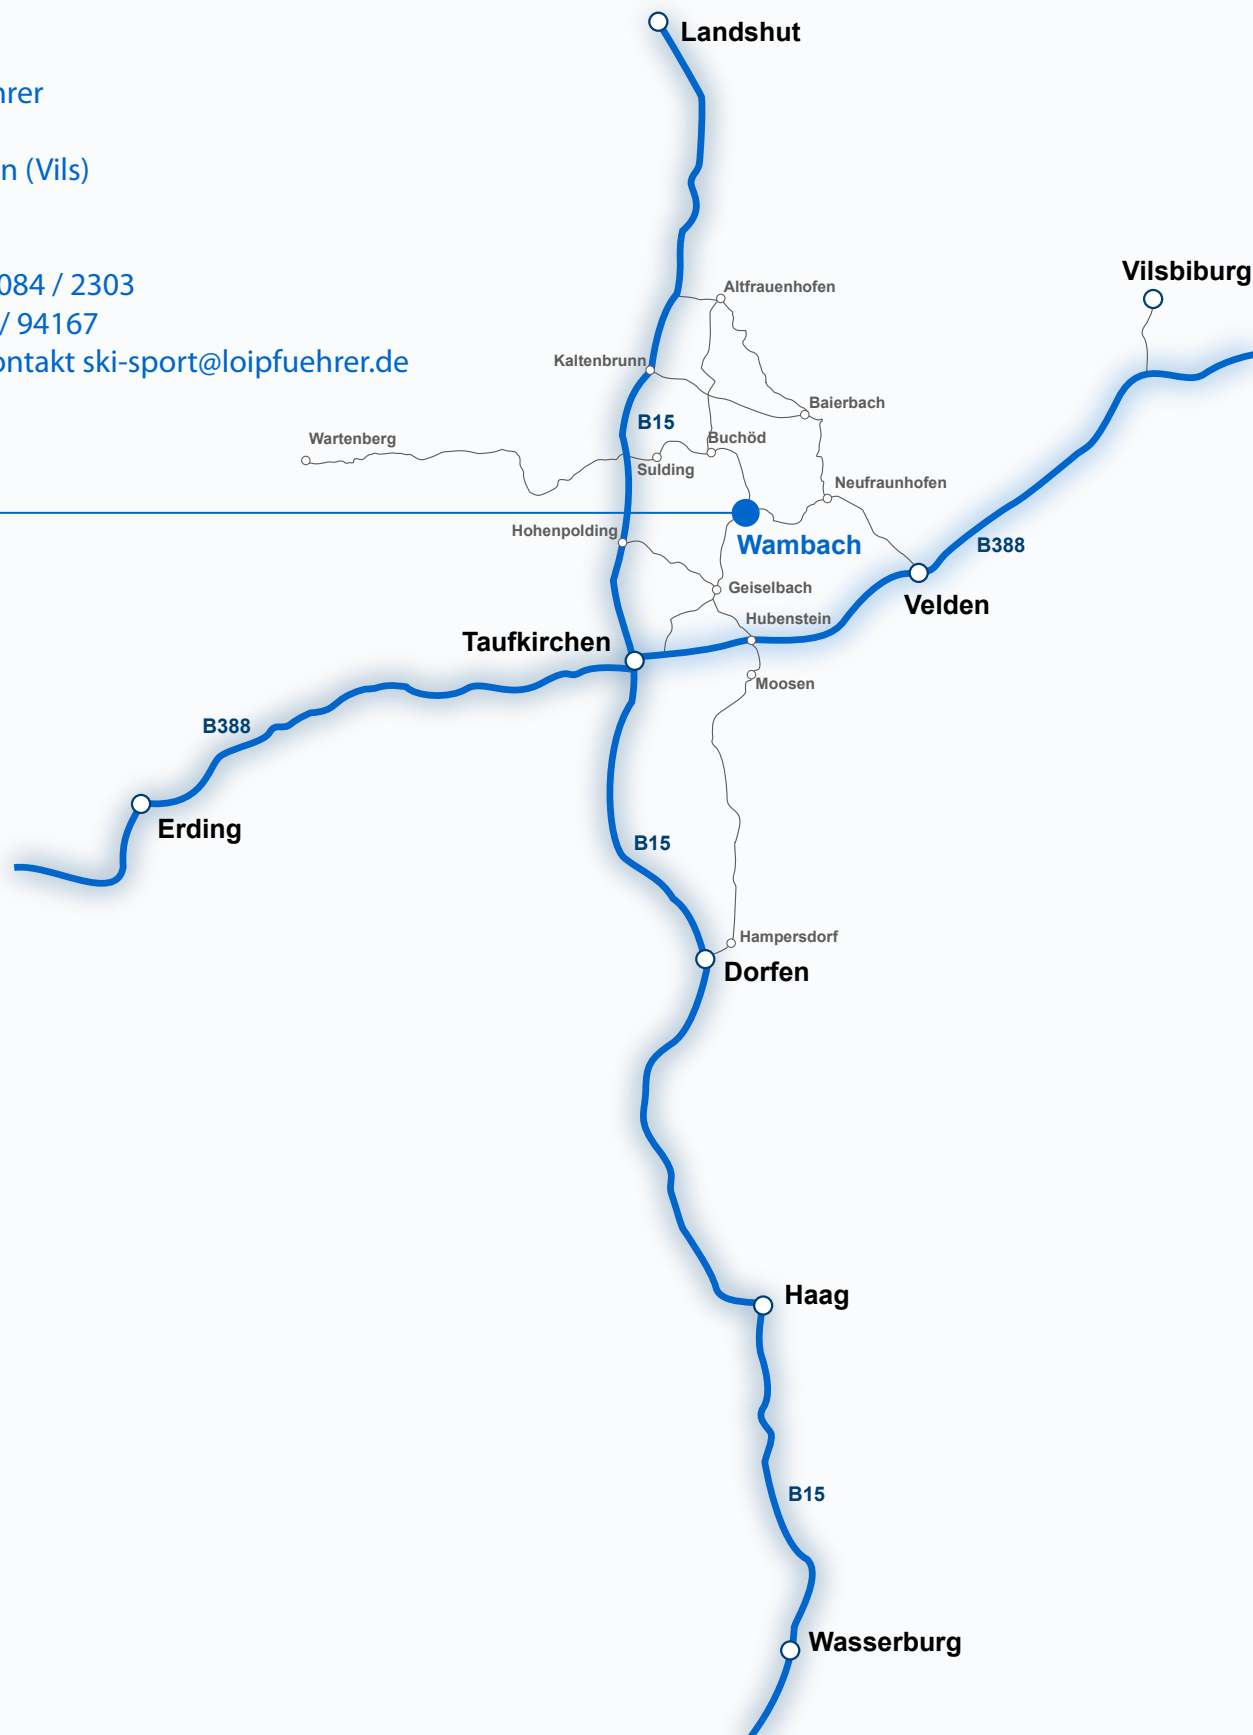 Landshut
hrer
n (Vils)
084 / 2303
/ 94167
ontakt ski-sport@loipfuehrer.de
Vilsbiburg
Altfrauenhofen
Kaltenbrunn
Baierbach
B15
Wartenberg
Buchöd
Sulding
Neufraunhofen
Hohenpolding
Wambach
B388
Geiselbach
Velden
Hubenstein
Taufkirchen
Moosen
B388
Erding
B15
Hampersdorf
Dorfen
Haag
B15
Wasserburg